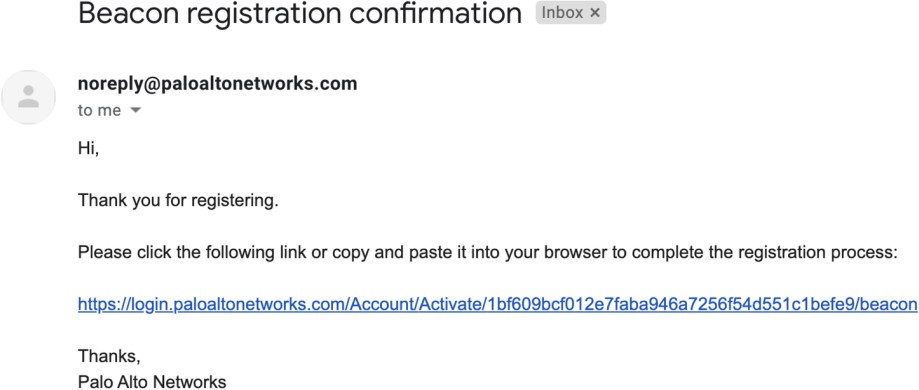 Beacon registration confirmation Inbox ×
noreply@paloaltonetworks.com
to me
Hi,
Thank you for registering.
Please click the following link or copy and paste it into your browser to complete the registration process:
https://login.paloaltonetworks.com/Account/Activate/1bf609bcf012e7faba946a7256f54d551c1befe9/beacon
Thanks,
Palo Alto Networks